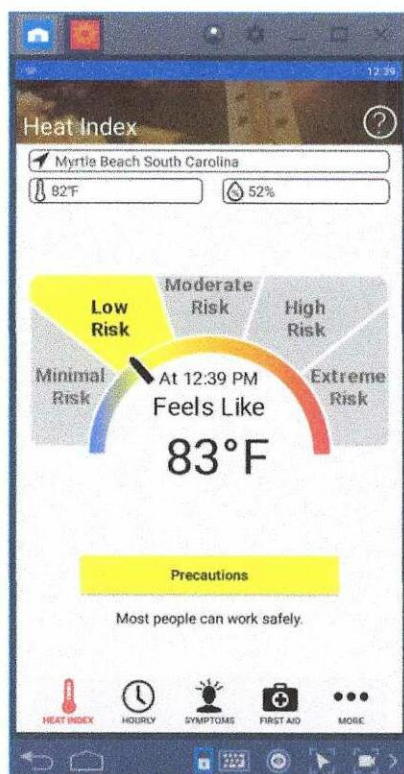 12:39
Heat Index
?
Myrtle Beach South Carolina
82°F
% 52%
Moderate
Risk
Low
Risk
High
Risk
Minimal
Risk
Extreme
Risk
At 12:39 PM
Feels Like
83°F
Precautions
Most people can work safely.
HEAT INDEX
HOURLY
SYMPTOMS
FIRST AID
MORE